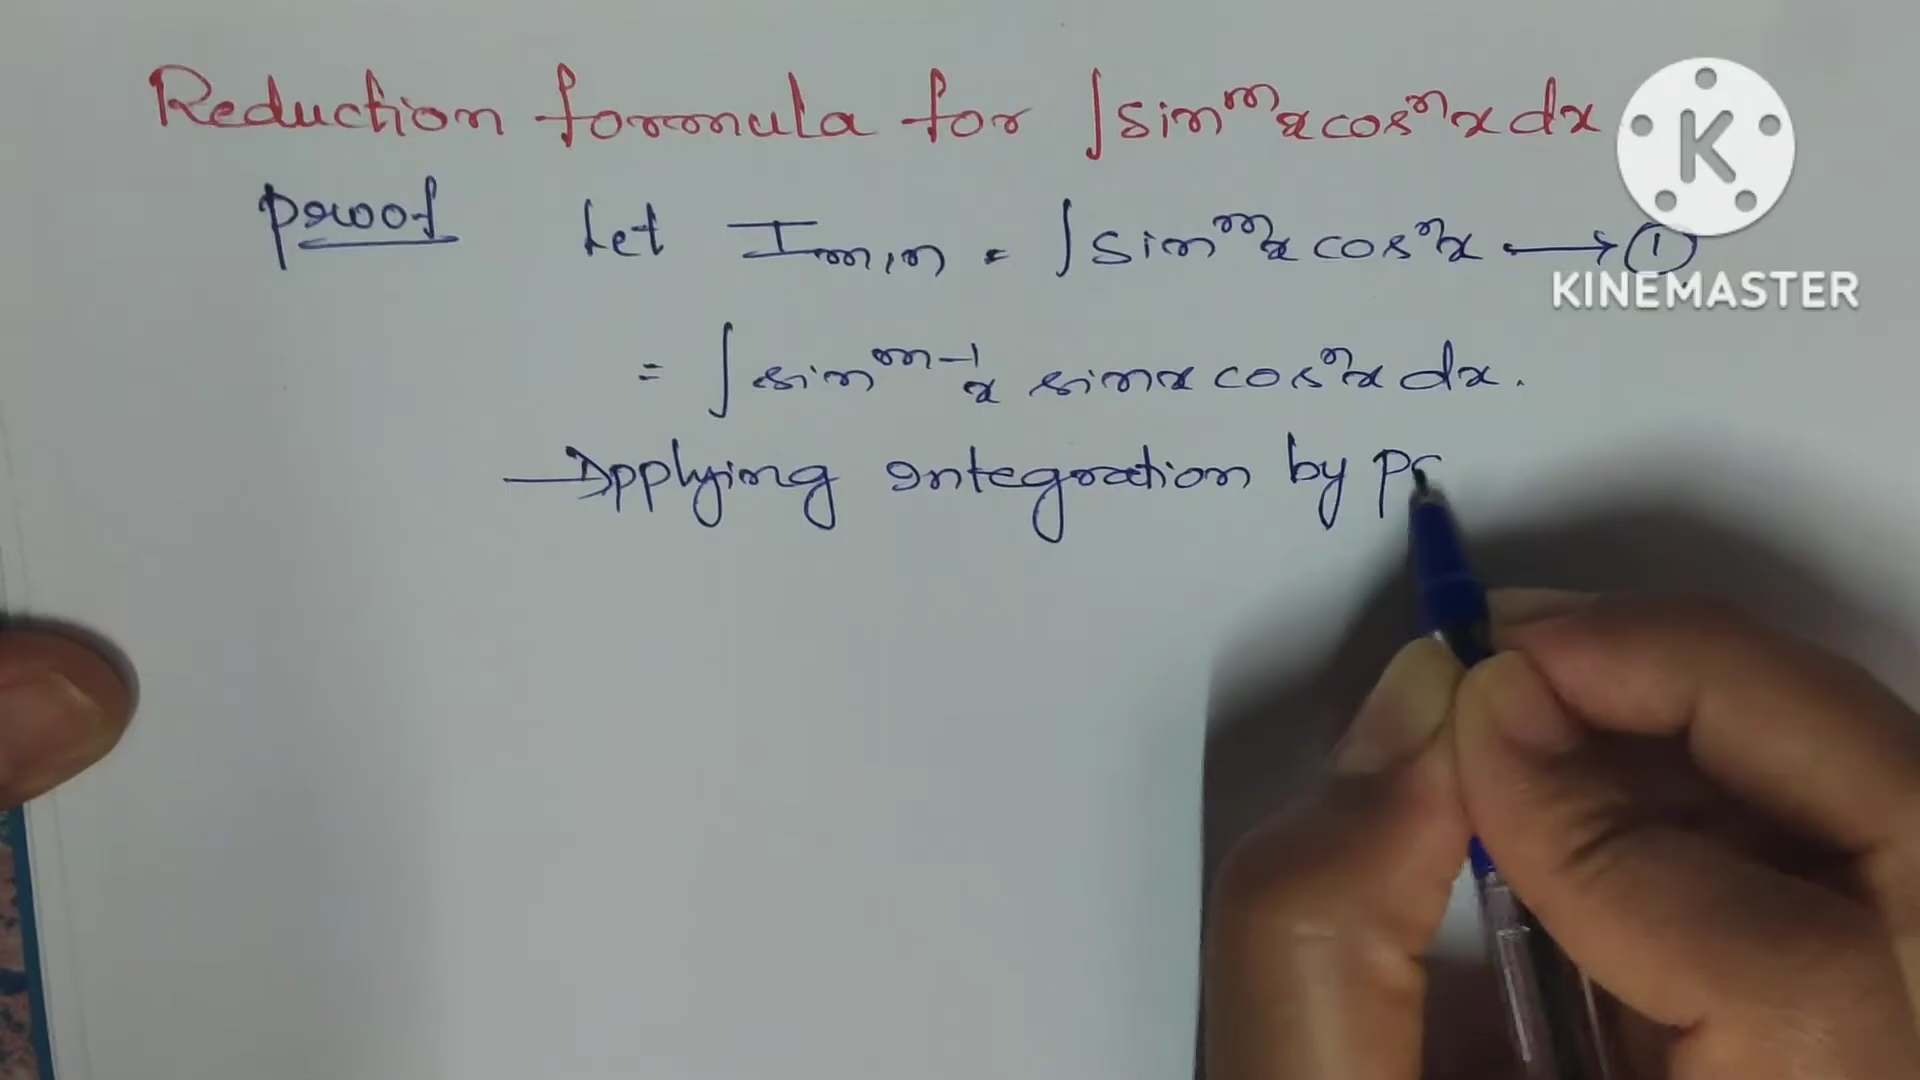 Reduction formula for ∫sinᵐx cosⁿx dx
Proof Let Iₘ,ₙ = ∫sinᵐx cosⁿx → ①
KINEMASTER
= ∫sinᵐ⁻¹x sinx cosⁿx dx.
Applying Integration by pa